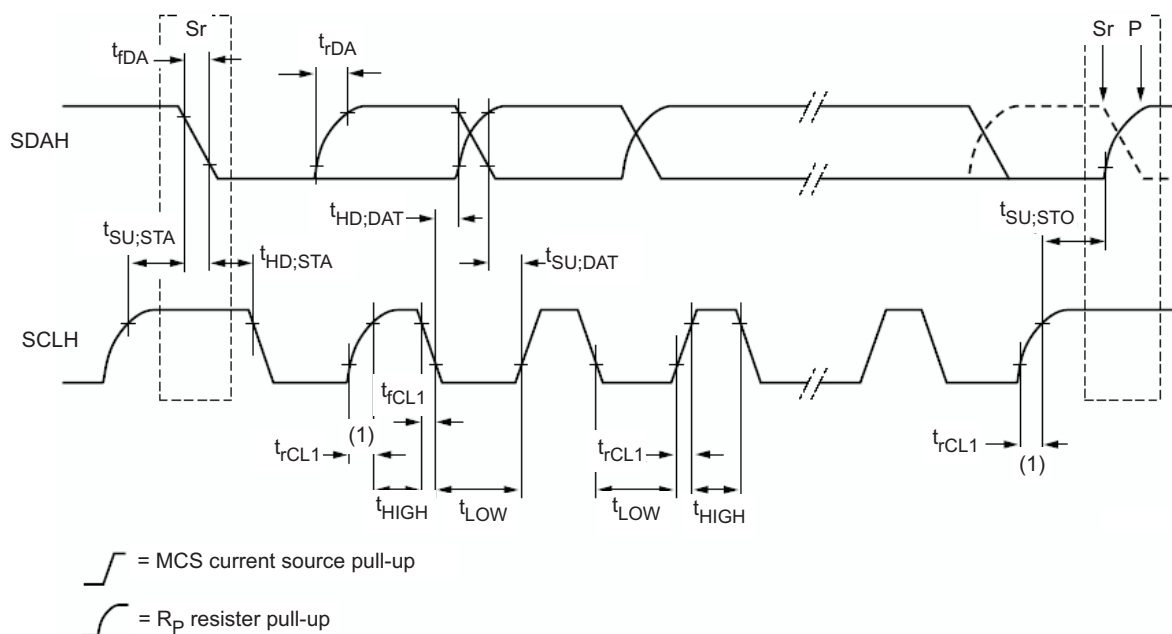 Sr
Sr P
tfDA
trDA
SDAH
tHD;DAT
tSU;STO
tSU;STA
tHD;STA
tSU;DAT
SCLH
tfCL1
(1)
trCL1
trCL1
trCL1
(1)
tHIGH
tLOW
tLOW
tHIGH
= MCS current source pull-up
= RP resister pull-up